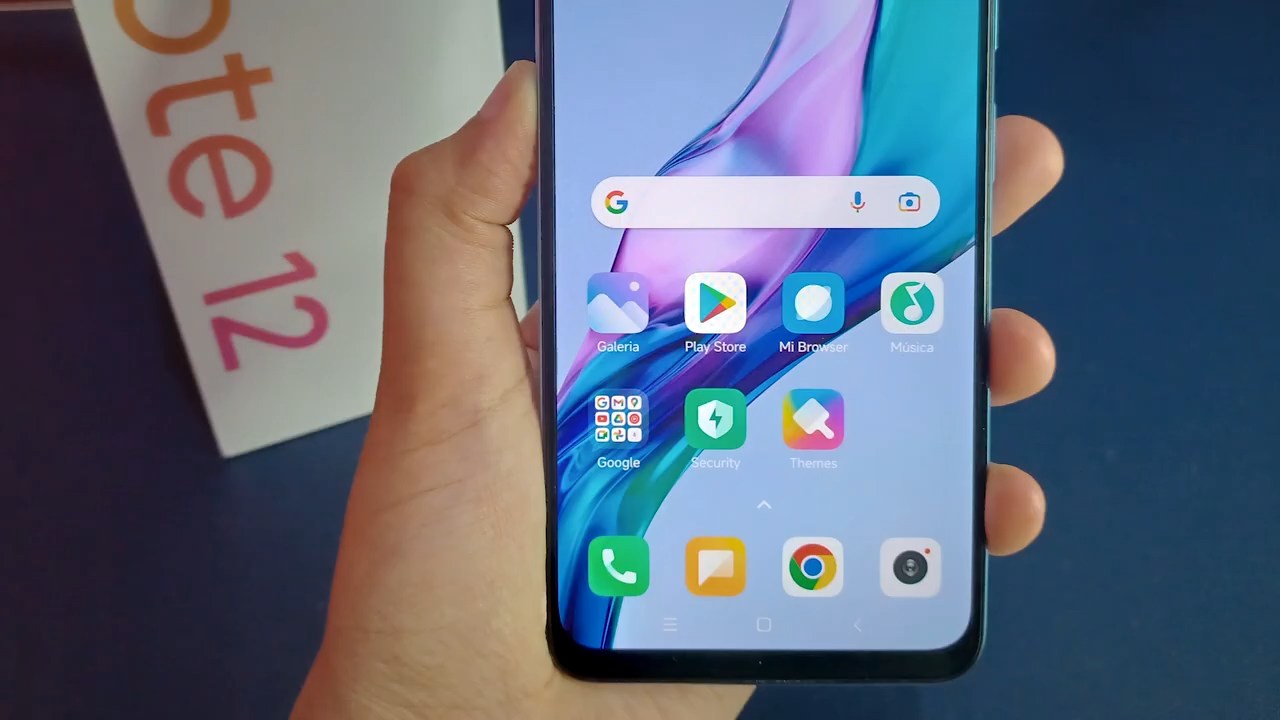 ote 12
G
Galeria
Play Store
Mi Browser
Música
Google
Security
Themes